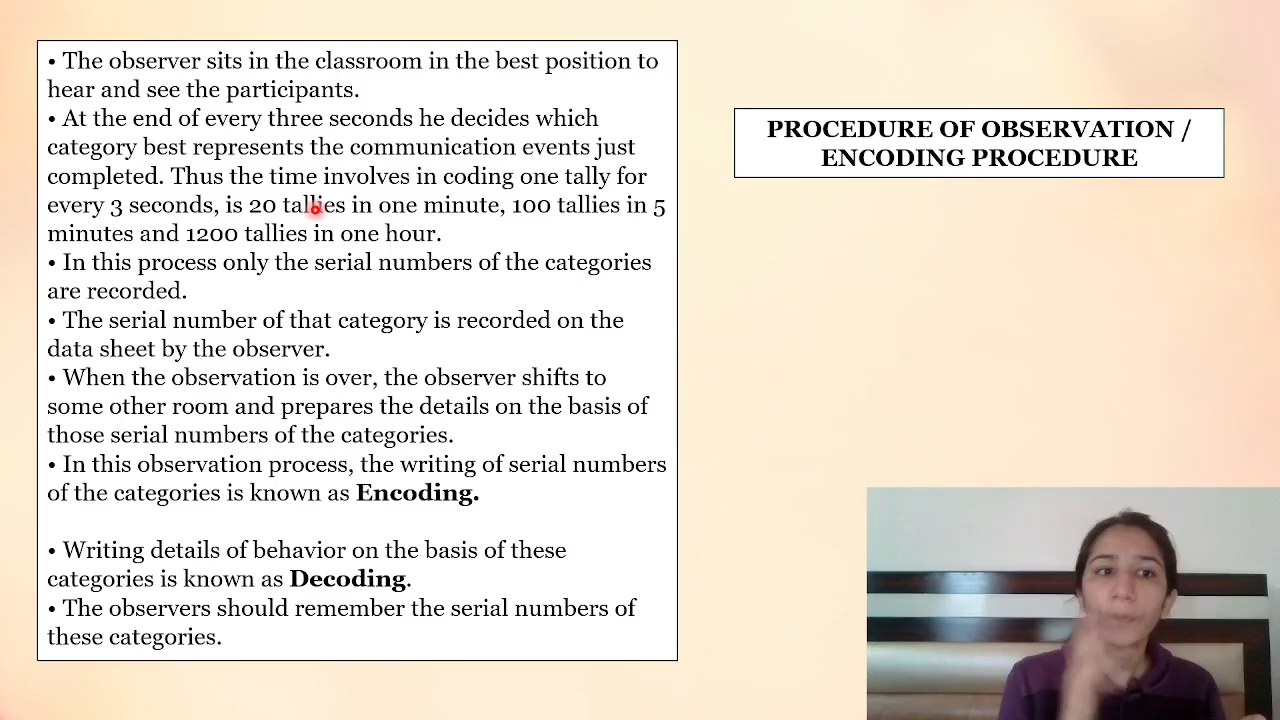 • The observer sits in the classroom in the best position to
hear and see the participants.
• At the end of every three seconds he decides which
category best represents the communication events just
completed. Thus the time involves in coding one tally for
every 3 seconds, is 20 tallies in one minute, 100 tallies in 5
minutes and 1200 tallies in one hour.
• In this process only the serial numbers of the categories
are recorded.
• The serial number of that category is recorded on the
data sheet by the observer.
• When the observation is over, the observer shifts to
some other room and prepares the details on the basis of
those serial numbers of the categories.
• In this observation process, the writing of serial numbers
of the categories is known as Encoding.
• Writing details of behavior on the basis of these
categories is known as Decoding.
• The observers should remember the serial numbers of
these categories.
PROCEDURE OF OBSERVATION /
ENCODING PROCEDURE